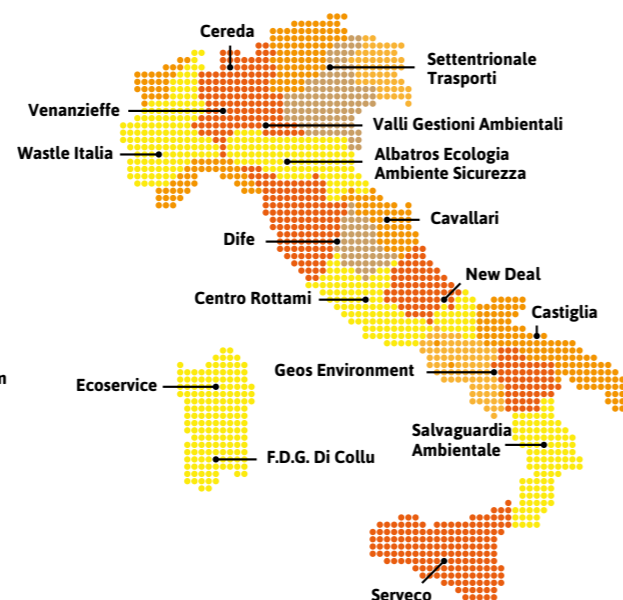 Cereda
Settentrionale
Trasporti
Venanzieffe
Valli Gestioni Ambientali
Wastle Italia
Albatros Ecologia
Ambiente Sicurezza
Cavallari
Dife
New Deal
Centro Rottami
Castiglia
Geos Environment
Ecoservice
Salvaguardia
Ambientale
F.D.G. Di Collu
Serveco